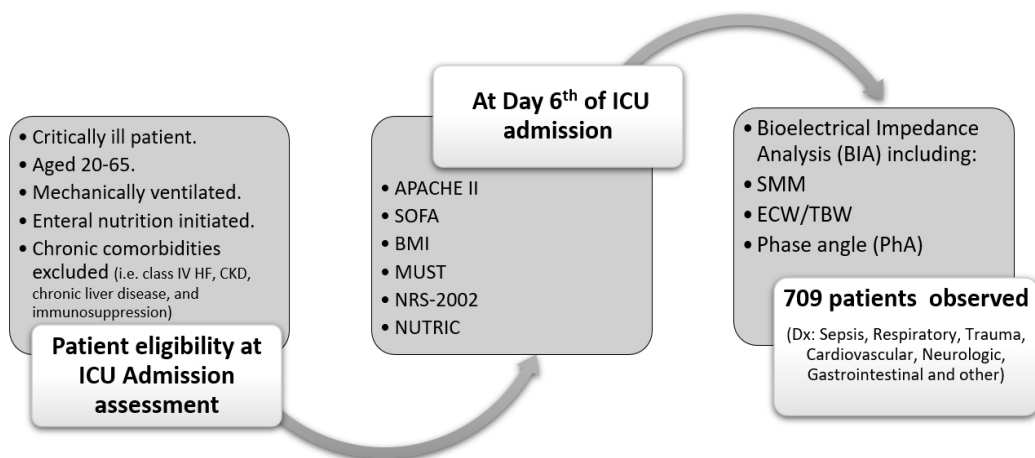 • Critically ill patient.
• Aged 20-65.
• Mechanically ventilated.
• Enteral nutrition initiated.
• Chronic comorbidities
excluded (i.e. class IV HF, CKD,
chronic liver disease, and
immunosuppression)
Patient eligibility at
ICU Admission
assessment
At Day 6th of ICU
admission
• APACHE II
• SOFA
• BMI
• MUST
• NRS-2002
• NUTRIC
• Bioelectrical Impedance
Analysis (BIA) including:
• SMM
• ECW/TBW
• Phase angle (PhA)
709 patients observed
(Dx: Sepsis, Respiratory, Trauma,
Cardiovascular, Neurologic,
Gastrointestinal and other)